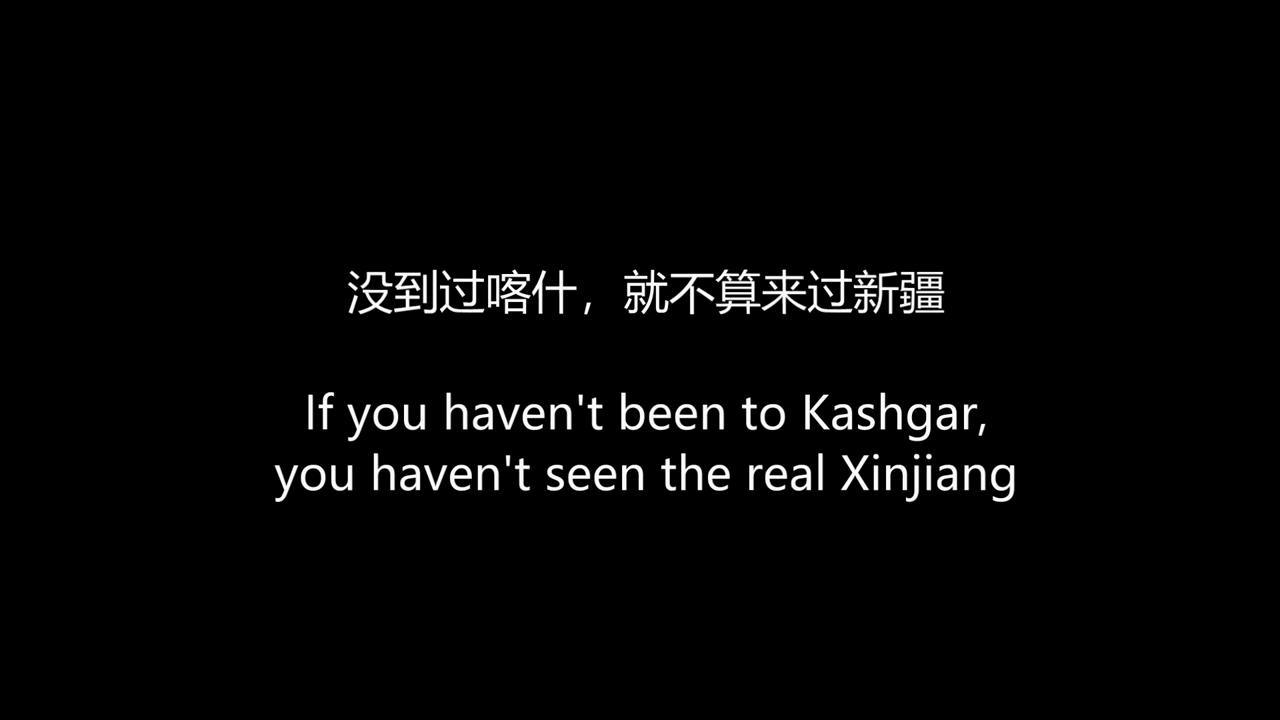 没到过喀什，就不算来过新疆
If you haven't been to Kashgar,
you haven't seen the real Xinjiang